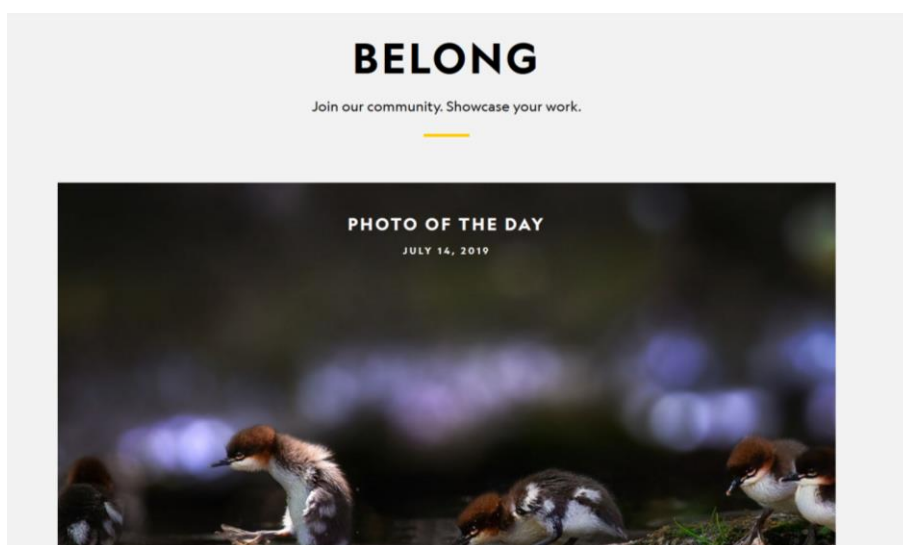 BELONG
Join our community. Showcase your work.
PHOTO OF THE DAY
JULY 14, 2019